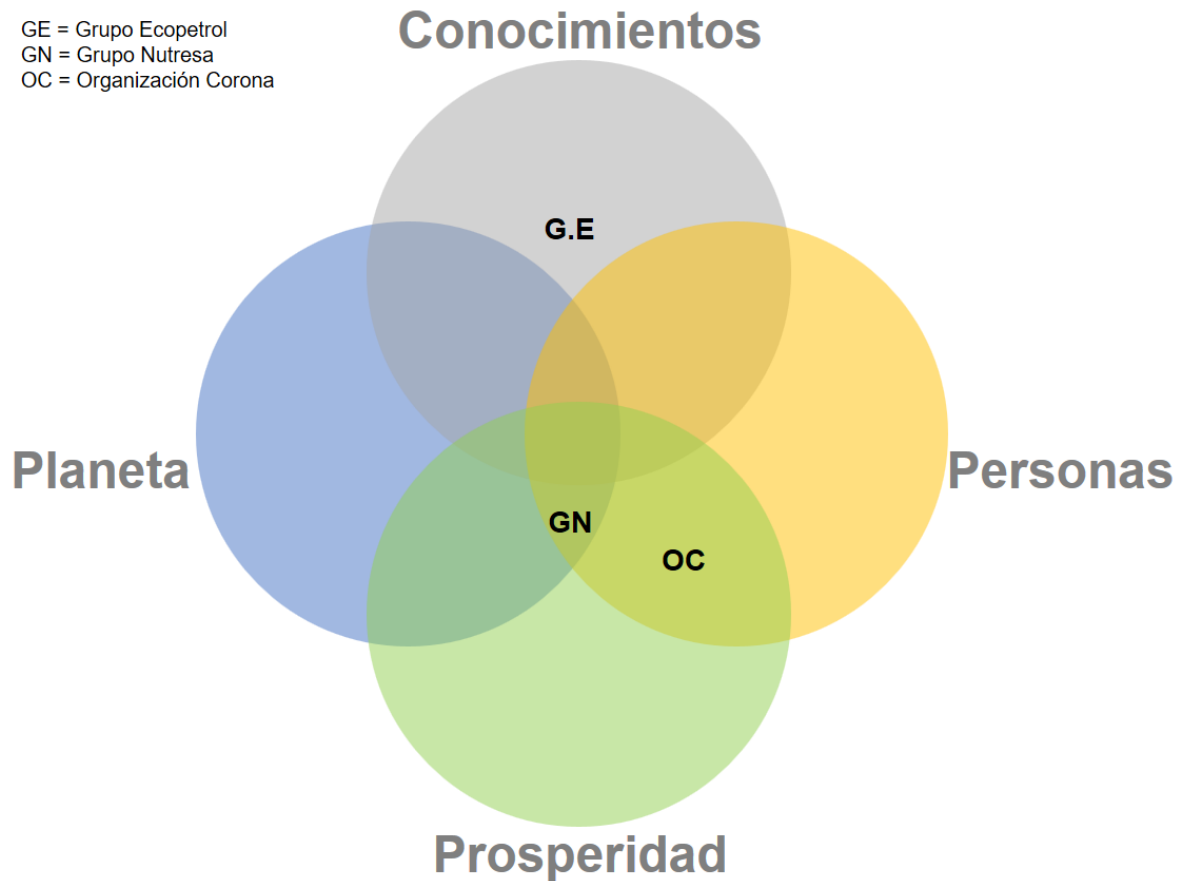 GE = Grupo Ecopetrol
GN = Grupo Nutresa
OC = Organización Corona
Conocimientos
G.E
Planeta
Personas
GN
OC
Prosperidad